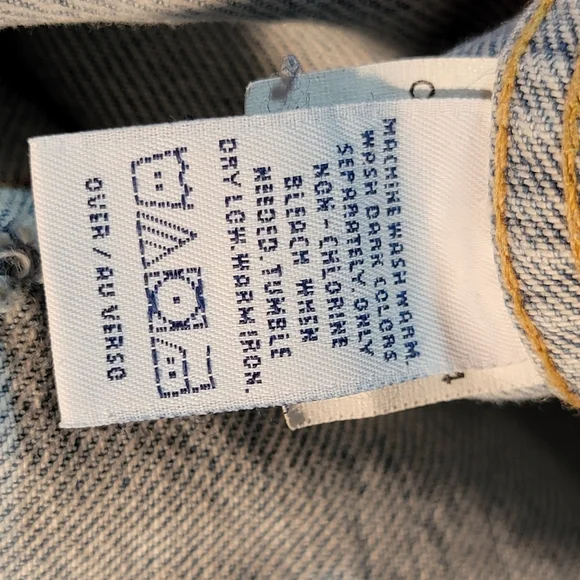 MACHINE WASH WARM.
WASH DARK COLORS
SEPARATELY. ONLY
NON-CHLORINE
BLEACH WHEN
NEEDED. TUMBLE
DRY LOW. WARM IRON.
OVER / AU VERSO